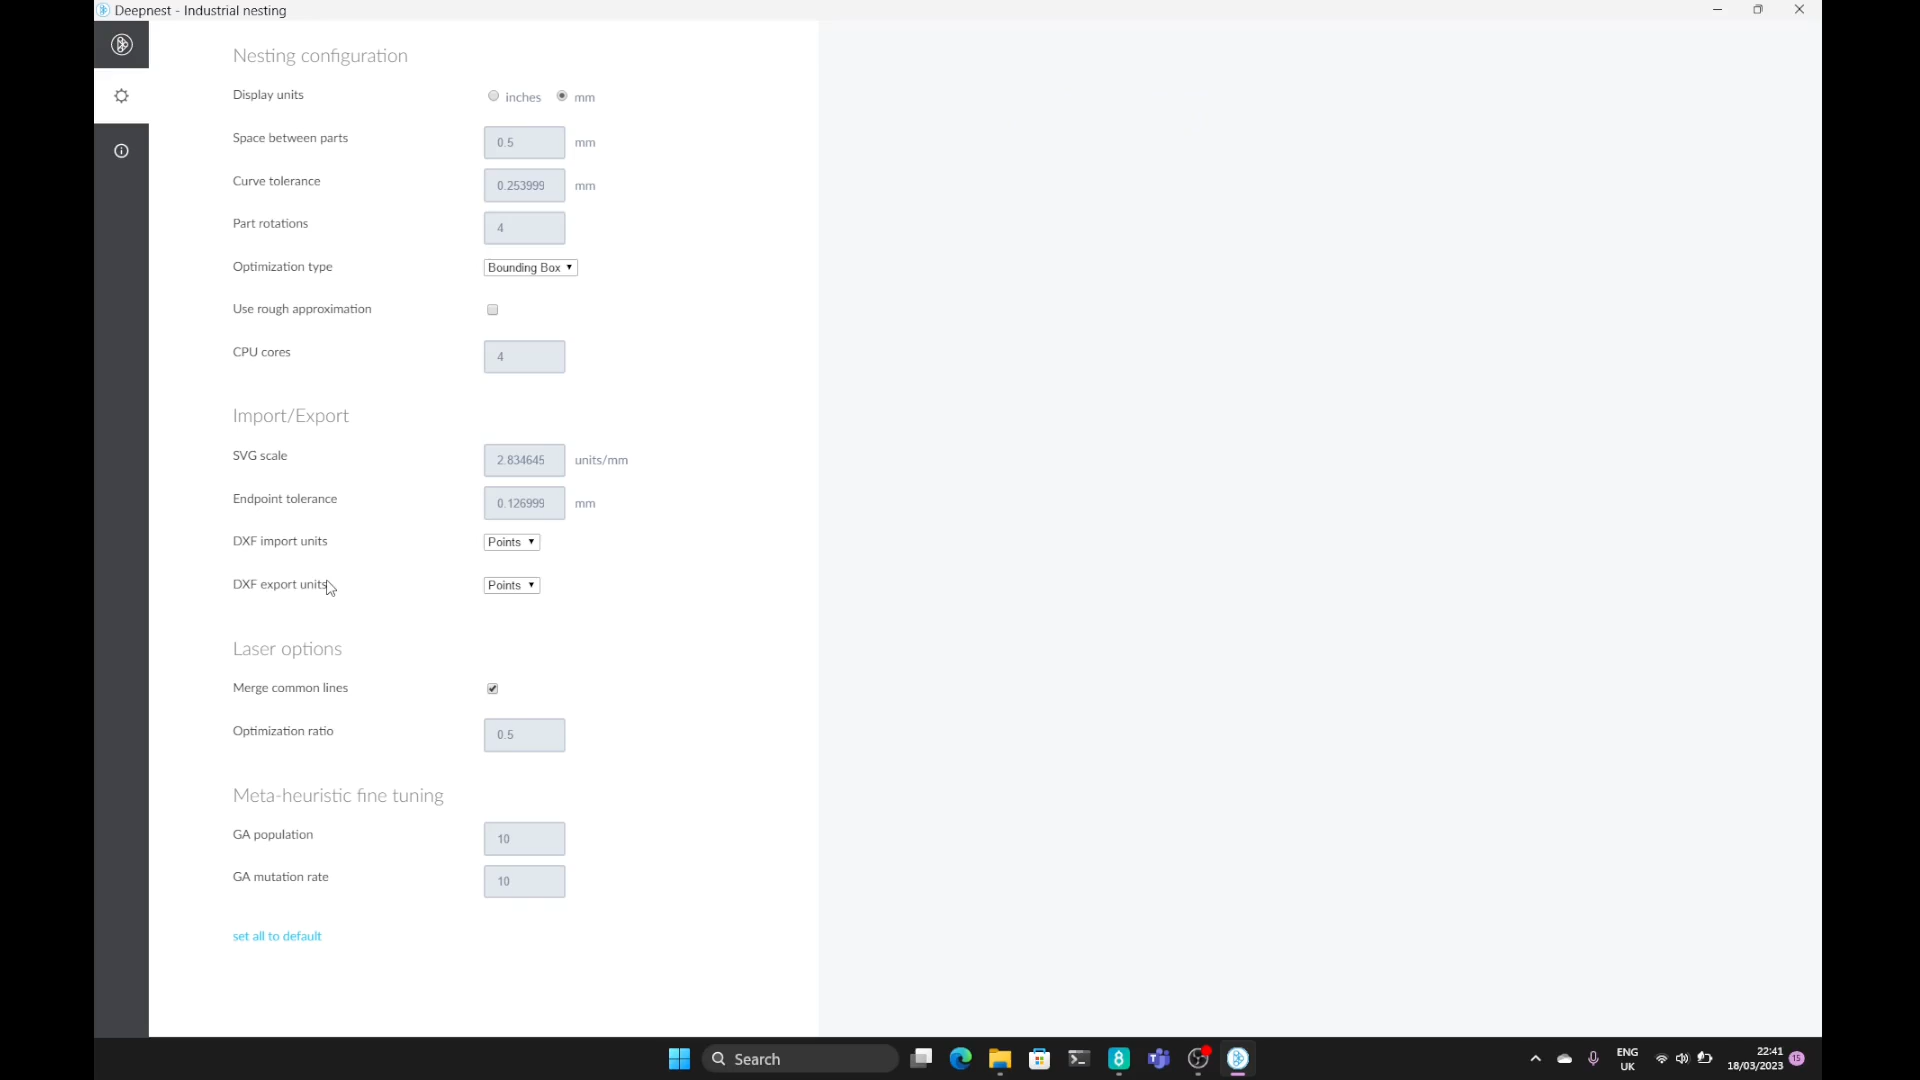 Deepnest - Industrial nesting
Nesting configuration
Display units inches mm
Space between parts 0.5 mm
Curve tolerance 0.253999 mm
Part rotations 4
Optimization type Bounding Box
Use rough approximation
CPU cores 4
Import/Export
SVG scale 2.834645 units/mm
Endpoint tolerance 0.126999 mm
DXF import units Points
DXF export units Points
Laser options
Merge common lines
Optimization ratio 0.5
Meta-heuristic fine tuning
GA population 10
GA mutation rate 10
set all to default
Search
ENG
UK
22:41
18/03/2023
15